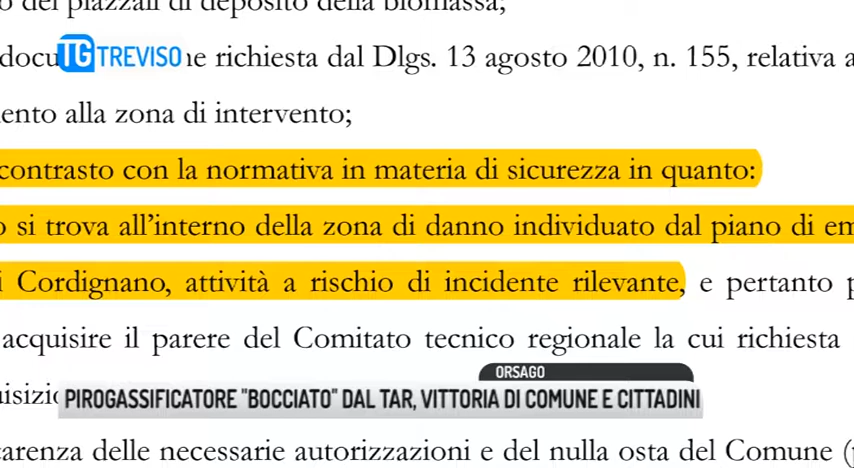 dei piazzali di deposito della biomassa;
TG TREVISO
richiesta dal Dlgs. 13 agosto 2010, n. 155, relativa
alla zona di intervento;
contrasto con la normativa in materia di sicurezza in quanto:
si trova all'interno della zona di danno individuato dal piano di
Cordignano, attività a rischio di incidente rilevante, e pertanto
acquisire il parere del Comitato tecnico regionale la cui richiesta
ORSAGO
PIROGASSIFICATORE "BOCCIATO" DAL TAR, VITTORIA DI COMUNE E CITTADINI
delle necessarie autorizzazioni e del nulla osta del Comune